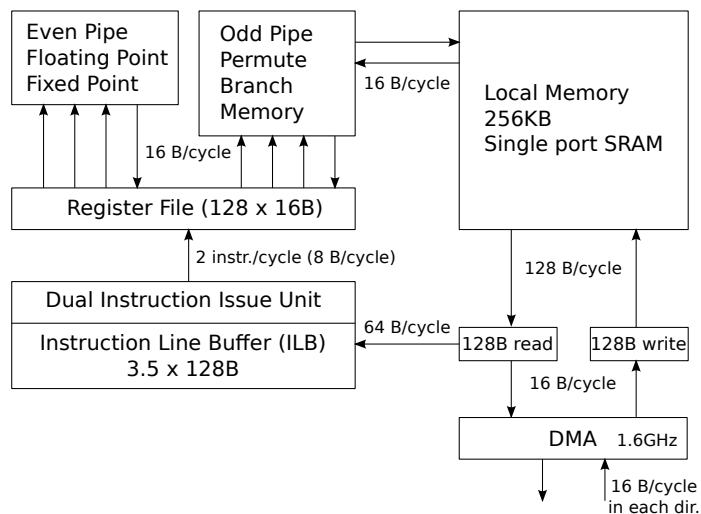 Even Pipe
Floating Point
Fixed Point
Odd Pipe
Permute
Branch
Memory
16 B/cycle
Local Memory
256KB
Single port SRAM
16 B/cycle
Register File (128 x 16B)
2 instr./cycle (8 B/cycle)
128 B/cycle
Dual Instruction Issue Unit
Instruction Line Buffer (ILB)
3.5 x 128B
64 B/cycle
128B read
128B write
16 B/cycle
DMA 1.6GHz
16 B/cycle
in each dir.